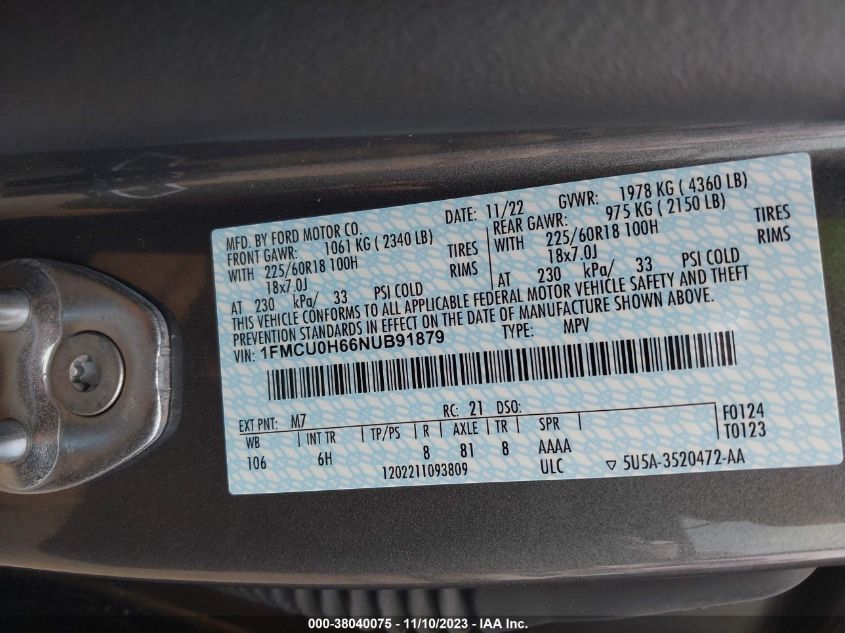 MFD. BY FORD MOTOR CO.
DATE: 11/22
GVWR: 1978 KG ( 4360 LB)
FRONT GAWR: 1061 KG ( 2340 LB)
REAR GAWR: 975 KG ( 2150 LB)
WITH 225/60R18 100H TIRES
WITH 225/60R18 100H TIRES
18x7.0J RIMS
18x7.0J RIMS
AT 230 kPa/ 33 PSI COLD
AT 230 kPa/ 33 PSI COLD
THIS VEHICLE CONFORMS TO ALL APPLICABLE FEDERAL MOTOR VEHICLE SAFETY AND THEFT
PREVENTION STANDARDS IN EFFECT ON THE DATE OF MANUFACTURE SHOWN ABOVE.
VIN: 1FMCU0H66NUB91879 TYPE: MPV
EXT PNT: M7 RC: 21 DSO:
WB INT TR TP/PS R AXLE TR SPR
106 6H 8 81 8 AAAA
1202211093809 ULC
F0124
T0123
▽ 5U5A-3520472-AA
000-38040075 - 11/10/2023 - IAA Inc.